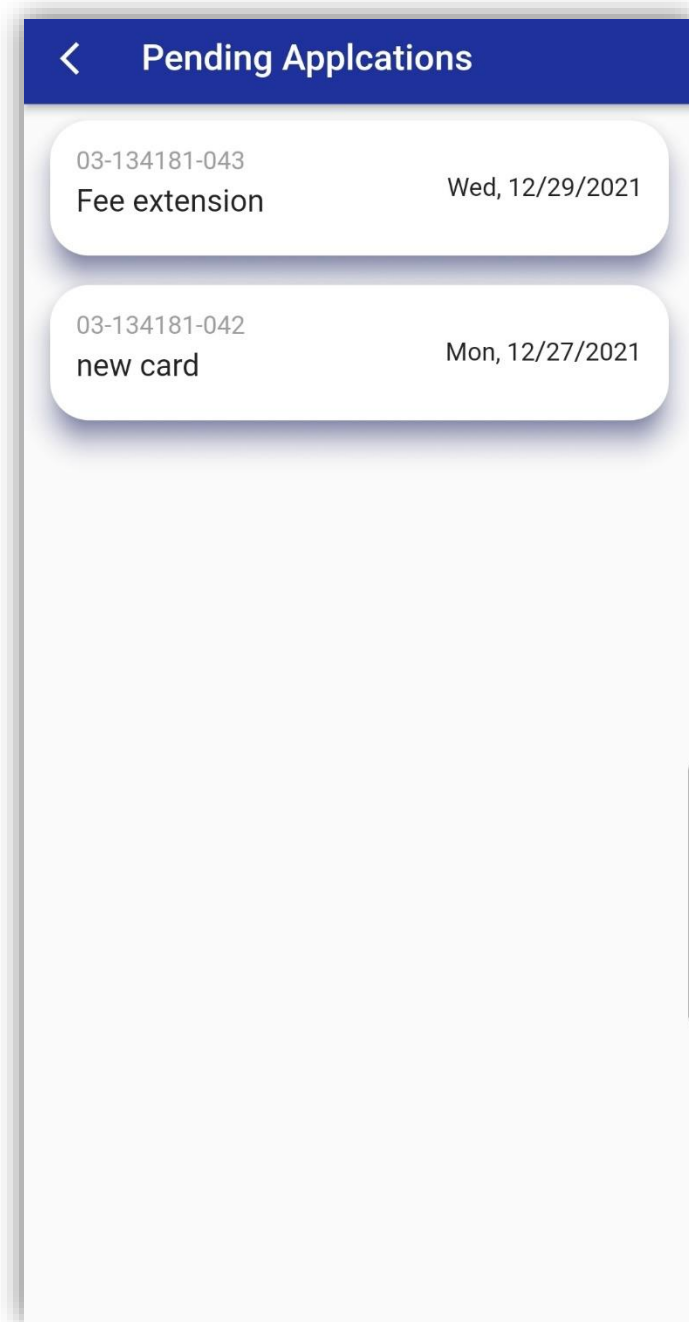 Pending Applcations
03-134181-043
Fee extension
Wed, 12/29/2021
03-134181-042
new card
Mon, 12/27/2021